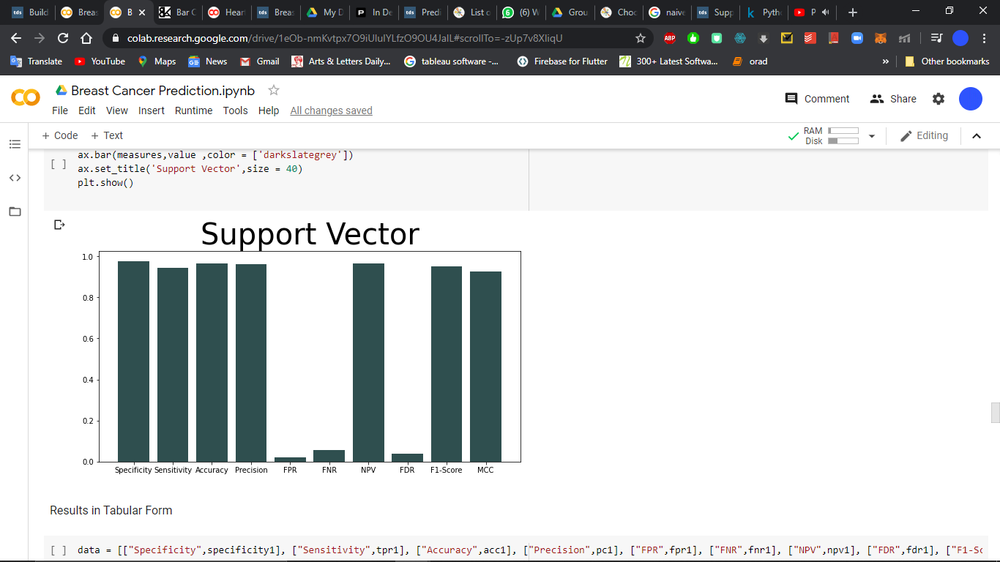 Build
Breas
B
Bar C
Hear
Breas
My D
In De
Predi
List o
(6) W
Grou
Choc
naive
Supp
Pyth
P
colab.research.google.com/drive/1eOb-nmKvtpx7O9iUIulYLfzO9OU4JaIL#scrollTo=-zUp7v8XIiqU
ABP
Translate
YouTube
Maps
News
Gmail
Arts & Letters Daily...
tableau software -...
Firebase for Flutter
300+ Latest Softwa...
orad
»
Other bookmarks
Breast Cancer Prediction.ipynb
Comment
Share
File Edit View Insert Runtime Tools Help All changes saved
+ Code + Text
RAM
Disk
Editing
ax.bar(measures,value ,color = ['darkslategrey'])
[ ] ax.set_title('Support Vector',size = 40)
plt.show()
Support Vector
1.0
0.8
0.6
0.4
0.2
0.0
Specificity Sensitivity Accuracy Precision FPR FNR NPV FDR F1-Score MCC
Results in Tabular Form
[ ] data = [["Specificity",specificity1], ["Sensitivity",tpr1], ["Accuracy",acc1], ["Precision",pc1], ["FPR",fpr1], ["FNR",fnr1], ["NPV",npv1], ["FDR",fdr1], ["F1-Sc